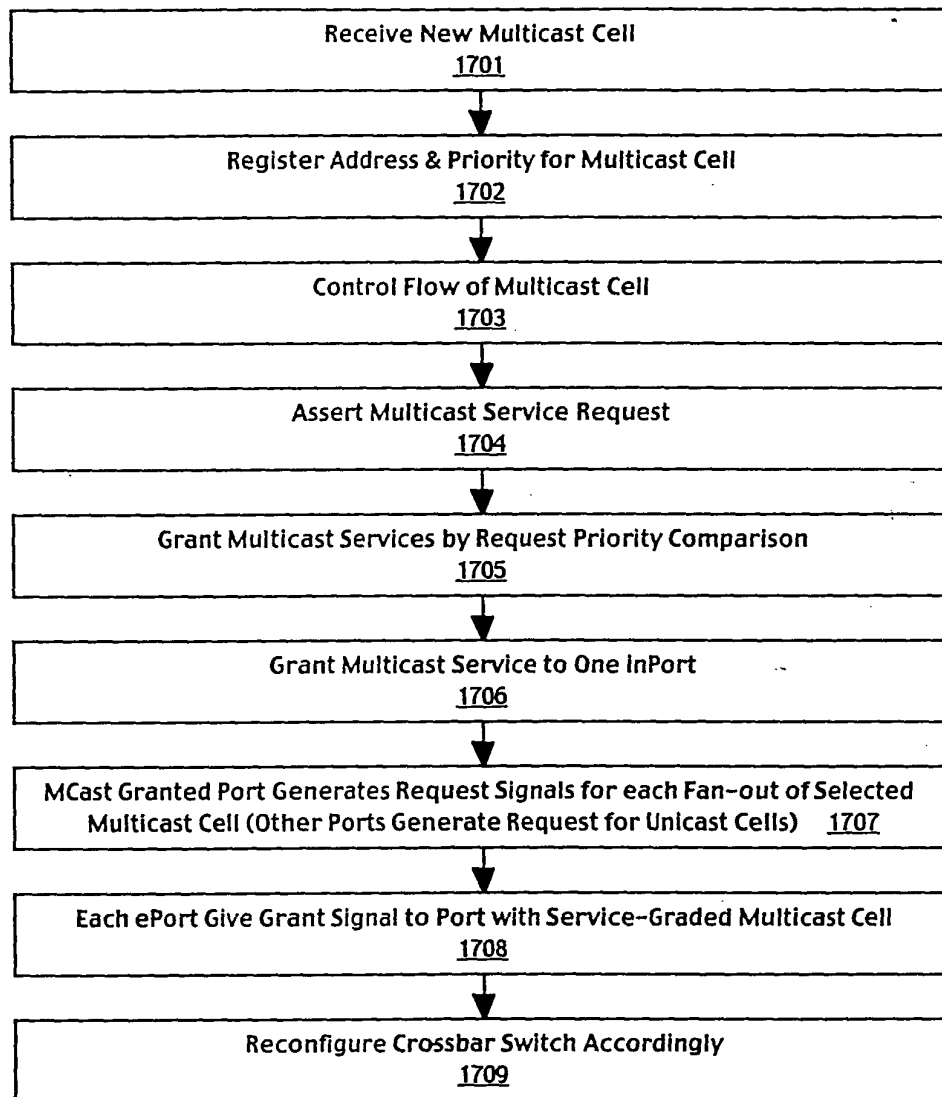 Receive New Multicast Cell
1701
Register Address & Priority for Multicast Cell
1702
Control Flow of Multicast Cell
1703
Assert Multicast Service Request
1704
Grant Multicast Services by Request Priority Comparison
1705
Grant Multicast Service to One inPort
1706
MCast Granted Port Generates Request Signals for each Fan-out of Selected
Multicast Cell (Other Ports Generate Request for Unicast Cells) 1707
Each ePort Give Grant Signal to Port with Service-Graded Multicast Cell
1708
Reconfigure Crossbar Switch Accordingly
1709